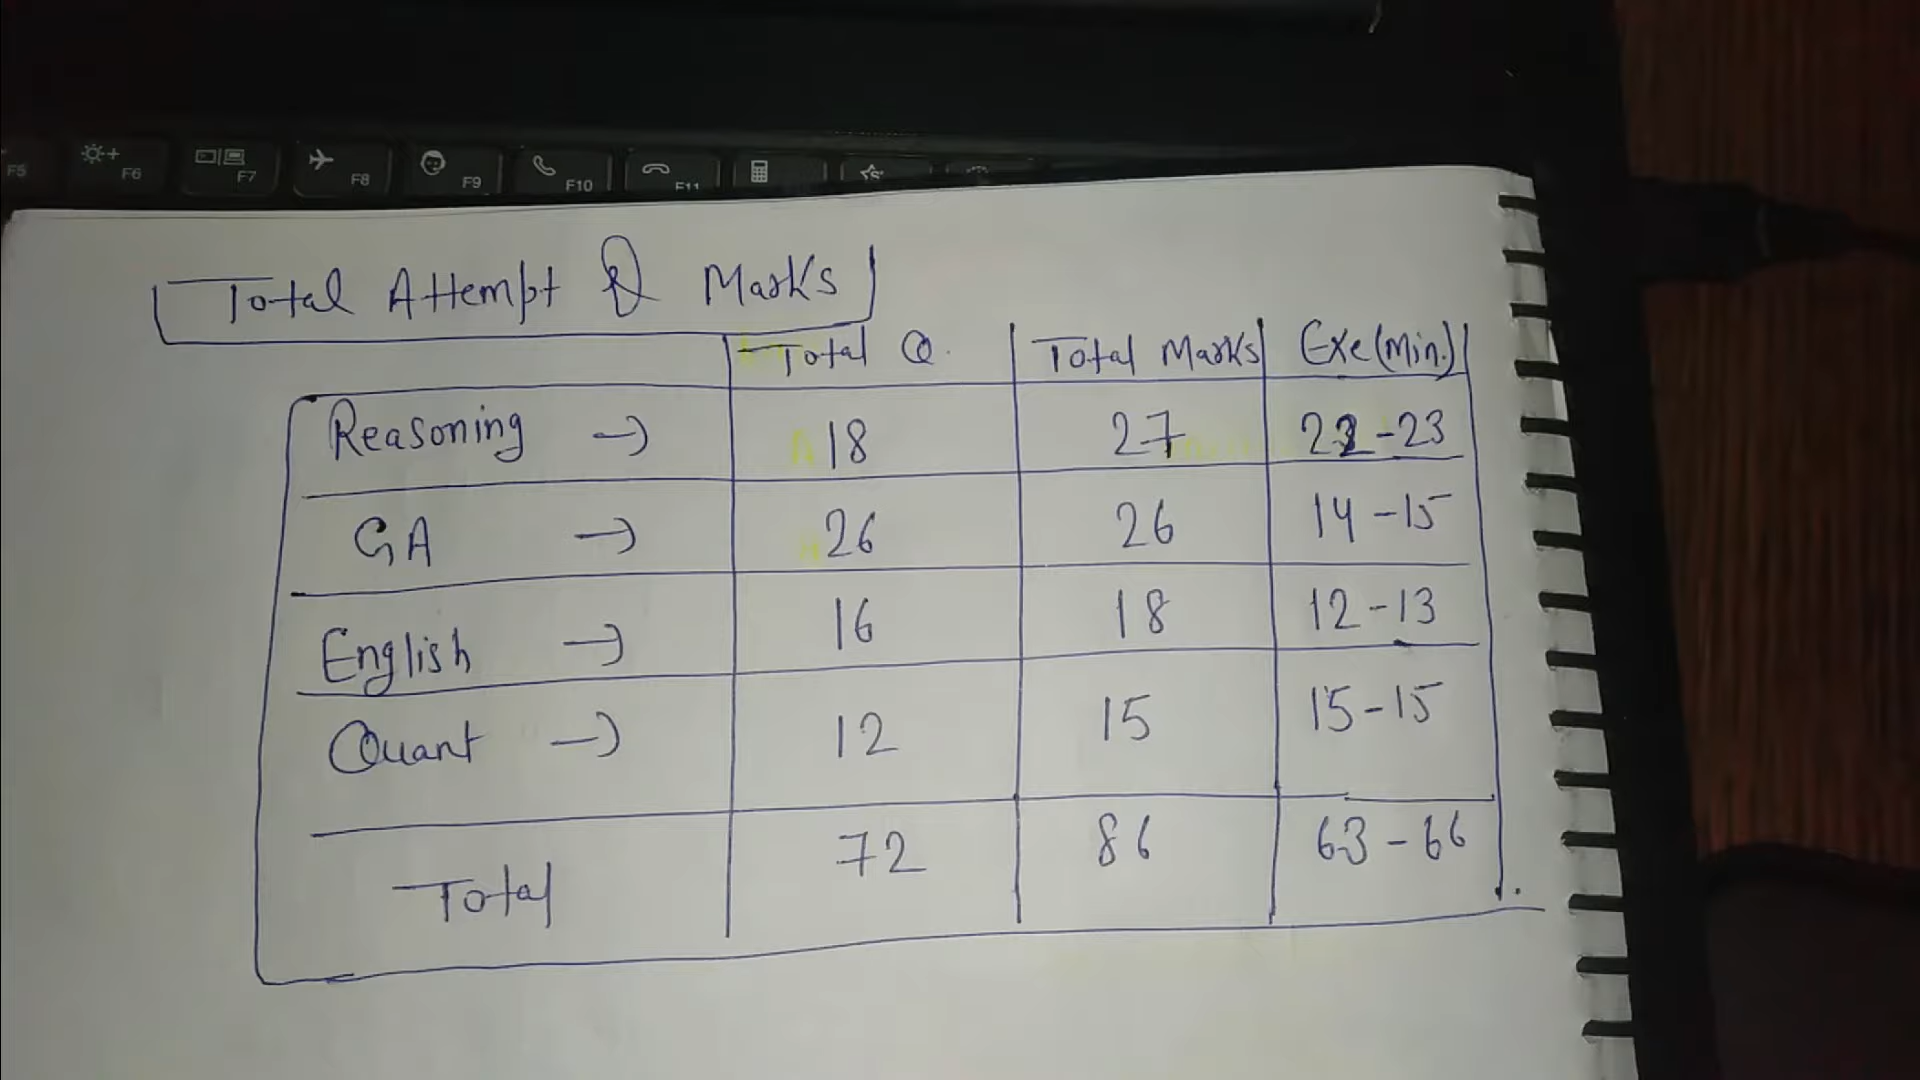 F5 F6 F7 F8 F9 F10 F11
Total Attempt & Marks
Total Q. Total Marks Exe(Min.)
Reasoning → 18 27 22-23
GA → 26 26 14-15
English → 16 18 12-13
Quant → 12 15 15-15
Total 72 86 63-66